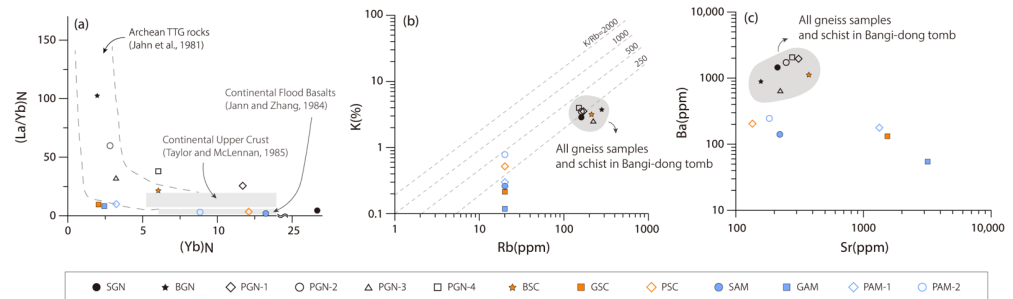 (a)
150
100
50
0
(La/Yb)N
0
5
10
25
(Yb)N
Archean TTG rocks
(Jahn et al., 1981)
Continental Flood Basalts
(Jann and Zhang, 1984)
Continental Upper Crust
(Taylor and McLennan, 1985)
(b)
100
10
1
0,1
K(%)
1
10
100
1000
Rb(ppm)
K/Rb=2000
1000
500
250
All gneiss samples
and schist in Bangi-dong tomb
(c)
10,000
1000
100
10
Ba(ppm)
100
1000
10,000
Sr(ppm)
All gneiss samples
and schist in Bangi-dong tomb
SGN BGN PGN-1 PGN-2 PGN-3 PGN-4 BSC GSC PSC SAM GAM PAM-1 PAM-2